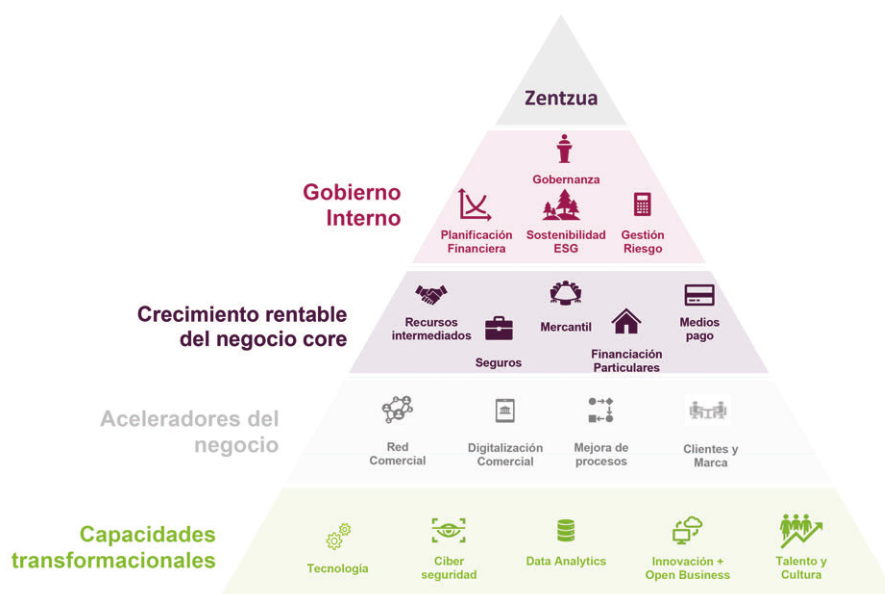 Zentzua
Gobierno
Interno
Gobernanza
Planificación
Financiera
Sostenibilidad
ESG
Gestión
Riesgo
Crecimiento rentable
del negocio core
Recursos
intermediados
Seguros
Mercantil
Financiación
Particulares
Medios
pago
Aceleradores del
negocio
Red
Comercial
Digitalización
Comercial
Mejora de
procesos
Clientes y
Marca
Capacidades
transformacionales
Tecnología
Ciber
seguridad
Data Analytics
Innovación +
Open Business
Talento y
Cultura